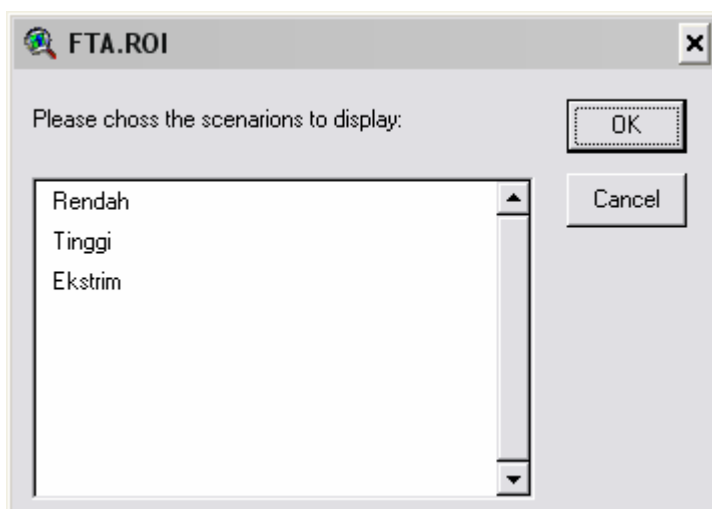 FTA.ROI
Please choss the scenarions to display:
OK
Rendah
Cancel
Tinggi
Ekstrim